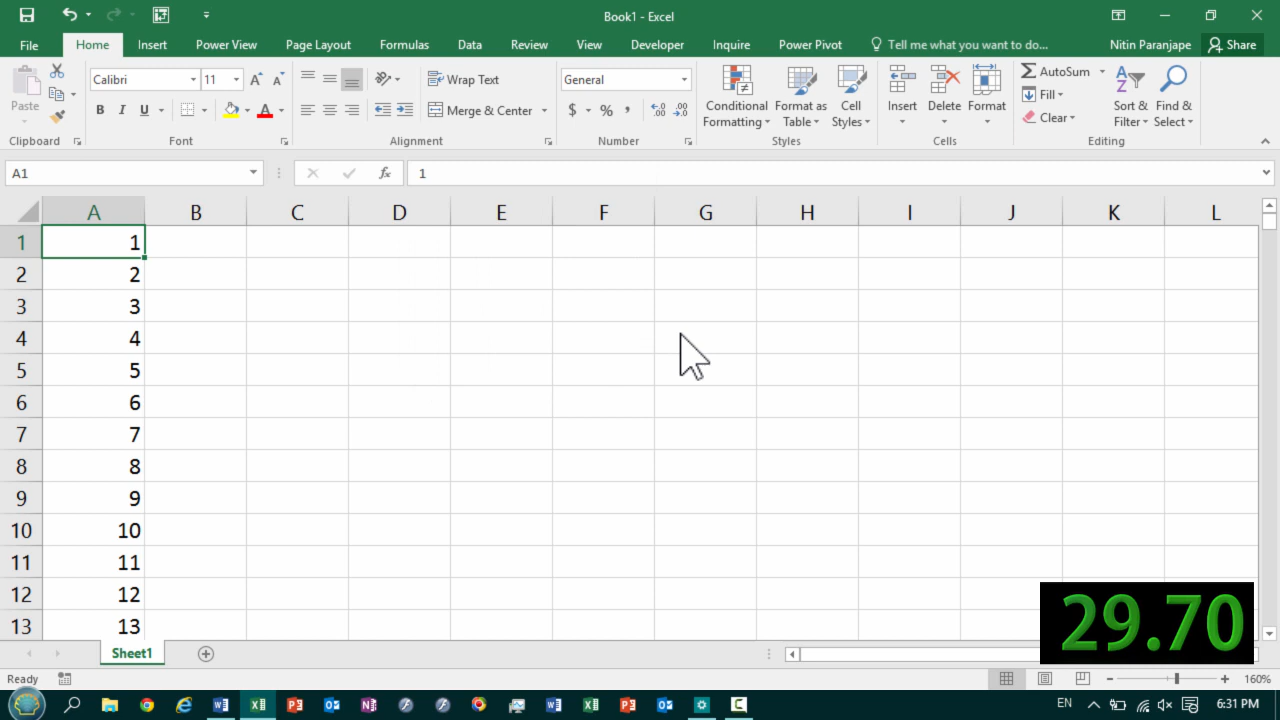 Book1 - Excel
File Home Insert Power View Page Layout Formulas Data Review View Developer Inquire Power Pivot Tell me what you want to do... Nitin Paranjape Share
Paste
Clipboard
Calibri 11
B I U A
Font
Wrap Text
Merge & Center
Alignment
General
$ % ,
Number
Conditional Formatting
Format as Table
Cell Styles
Styles
Insert Delete Format
Cells
AutoSum
Fill
Clear
Sort & Filter
Find & Select
Editing
A1 fx 1
A B C D E F G H I J K L
1 1
2 2
3 3
4 4
5 5
6 6
7 7
8 8
9 9
10 10
11 11
12 12
13 13
29.70
Sheet1
Ready 160%
EN 6:31 PM